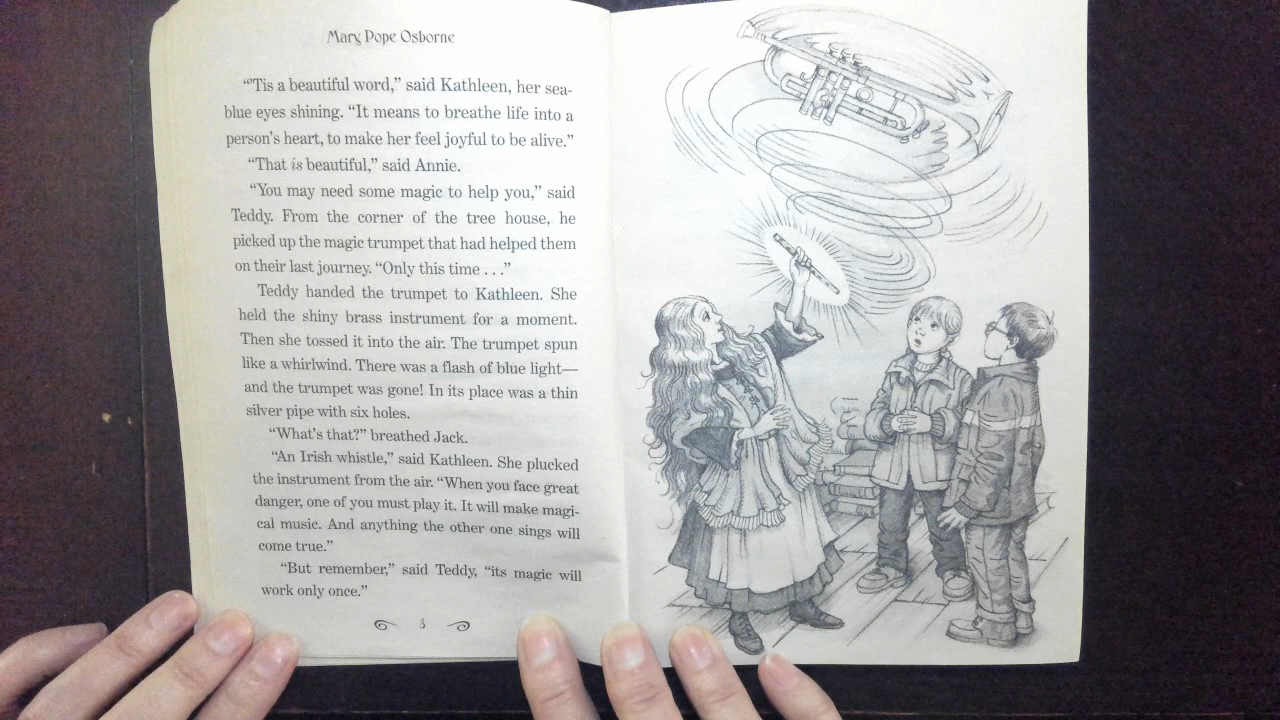 Mary Pope Osborne
“’Tis a beautiful word,” said Kathleen, her sea-
blue eyes shining. “It means to breathe life into a
person’s heart, to make her feel joyful to be alive.”
“That is beautiful,” said Annie.
“You may need some magic to help you,” said
Teddy. From the corner of the tree house, he
picked up the magic trumpet that had helped them
on their last journey. “Only this time . . .”
Teddy handed the trumpet to Kathleen. She
held the shiny brass instrument for a moment.
Then she tossed it into the air. The trumpet spun
like a whirlwind. There was a flash of blue light—
and the trumpet was gone! In its place was a thin
silver pipe with six holes.
“What’s that?” breathed Jack.
“An Irish whistle,” said Kathleen. She plucked
the instrument from the air. “When you face great
danger, one of you must play it. It will make magi-
cal music. And anything the other one sings will
come true.”
“But remember,” said Teddy, “its magic will
work only once.”
8